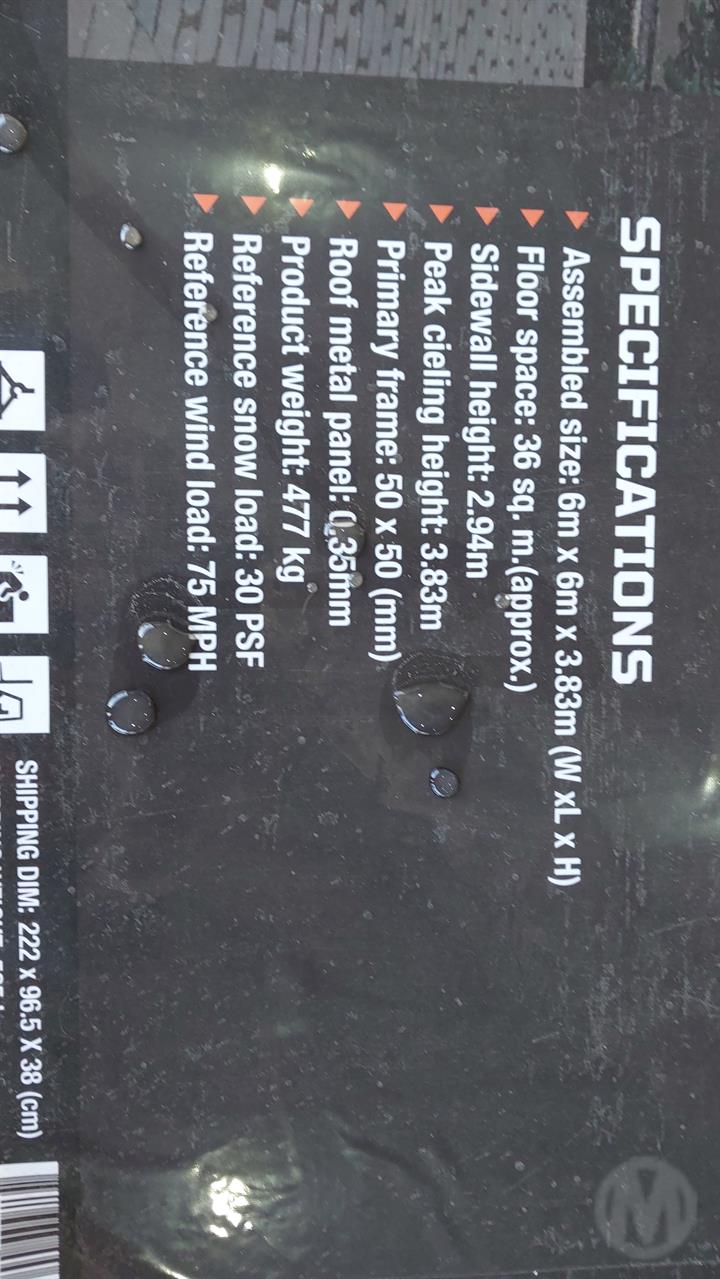 SPECIFICATIONS
Assembled size: 6m x 6m x 3.83m (W xL x H)
Floor space: 36 sq. m.(approx.)
Sidewall height: 2.94m
Peak cieling height: 3.83m
Primary frame: 50 x 50 (mm)
Roof metal panel: 0.35mm
Product weight: 477 kg
Reference snow load: 30 PSF
Reference wind load: 75 MPH
SHIPPING DIM: 222 x 96.5 X 38 (cm)
M